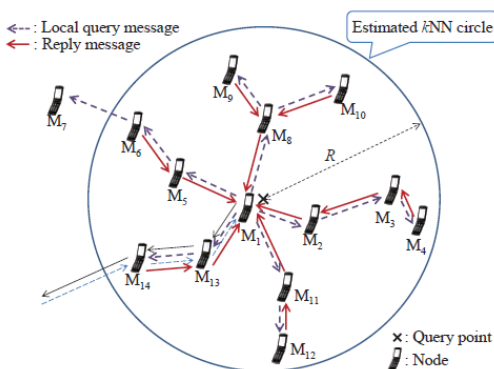 : Local query message
: Reply message
Estimated kNN circle
M₇
M₉
M₁₀
M₈
M₆
R
M₅
M₁
M₂
M₃
M₄
M₁₄
M₁₃
M₁₁
M₁₂
: Query point
: Node